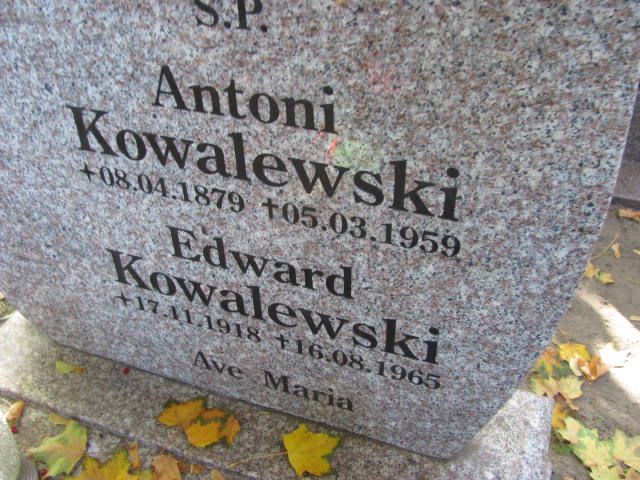 S.P.
Antoni
Kowalewski
+08.04.1879 †05.03.1959
Edward
Kowalewski
+17.11.1918 †16.08.1965
Ave Maria